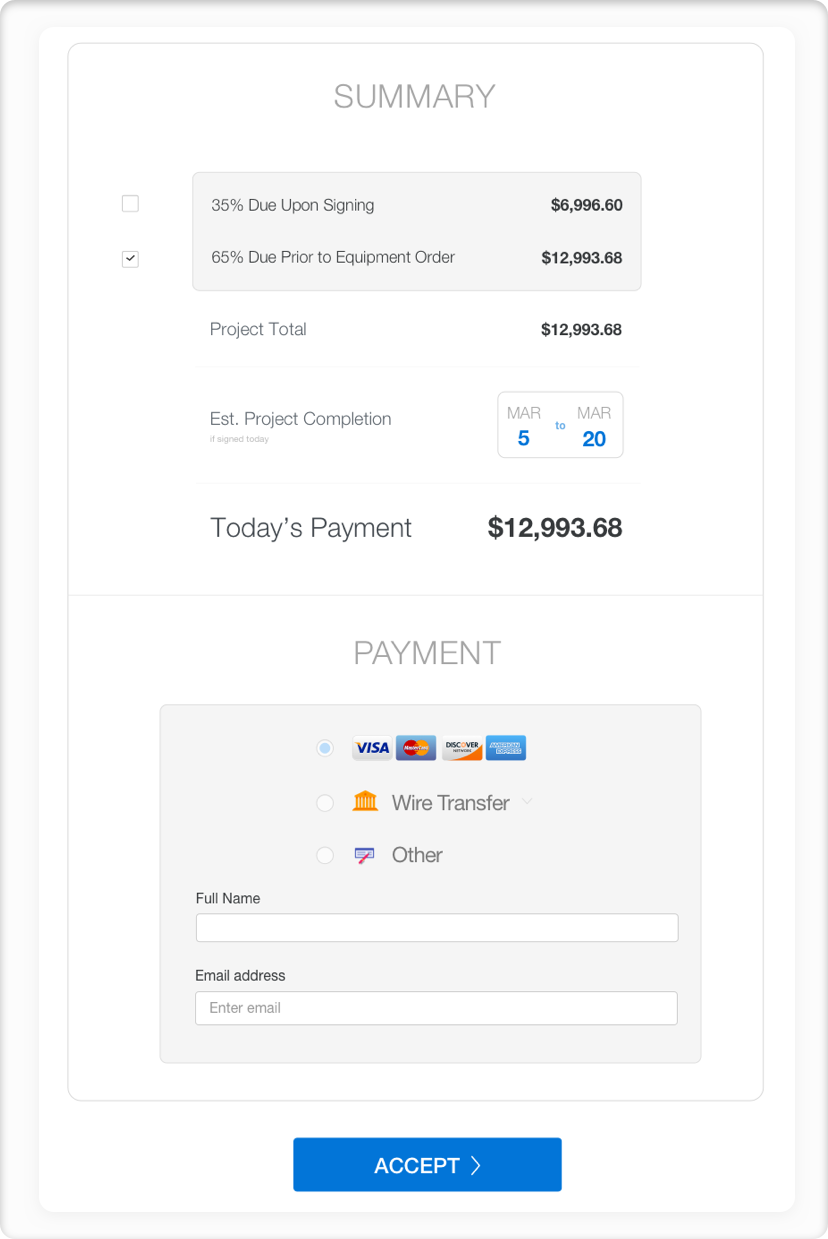 SUMMARY
35% Due Upon Signing $6,996.60
65% Due Prior to Equipment Order $12,993.68
Project Total $12,993.68
Est. Project Completion
if signed today
MAR MAR
5 to 20
Today’s Payment $12,993.68
PAYMENT
VISA MasterCard DISCOVER NETWORK AMERICAN EXPRESS
Wire Transfer
Other
Full Name
Email address
Enter email
ACCEPT